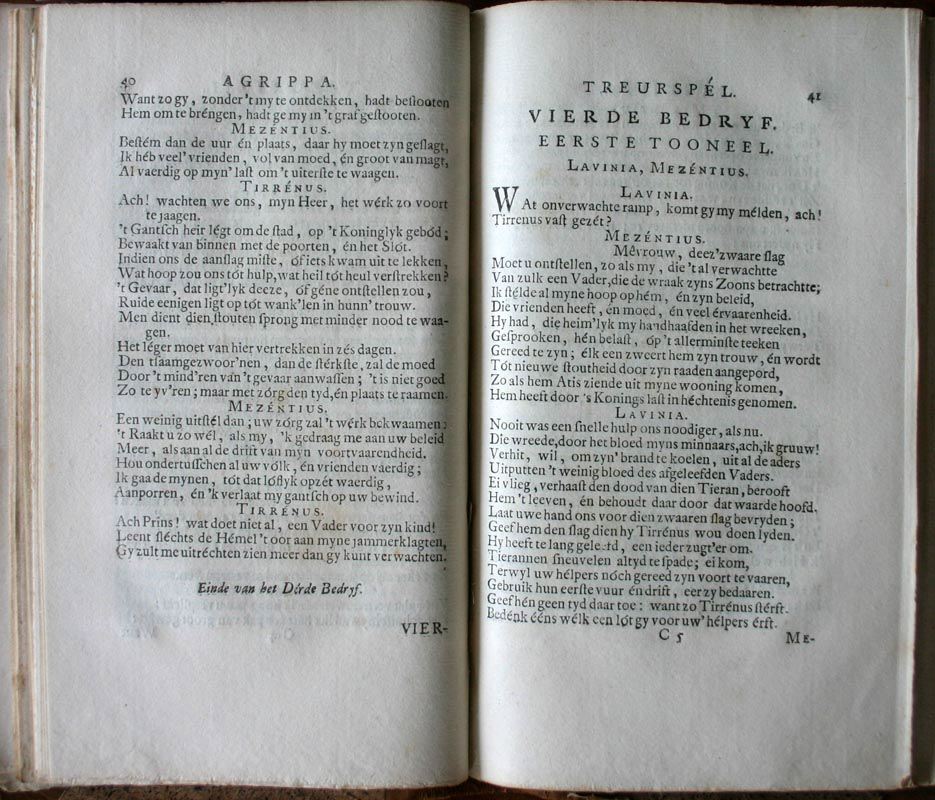 40
AGRIPPA.
Want zo gy, zonder 't my te ontdekken, hadt beslooten
Hem om te bréngen, hadt ge my in 't graf gestooten.
MEZÉNTIUS.
Bestém dan de uur én plaats, daar hy moet zyn geslagt,
Ik héb veel' vrienden, vol van moed, én groot van magt,
Al vaerdig op myn' last om 't uiterste te waagen.
TIRRÉNUS.
Ach! wachten we ons, myn Heer, het wérk zo voort
te jaagen.
't Gantsch heir légt om de stad, op 't Koninglyk gebód;
Bewaakt van binnen met de poorten, én het Slót.
Indien ons de aanslag miste, óf iets kwam uit te lekken,
Wat hoop zou ons tót hulp, wat heil tót heul verstrekken?
't Gevaar, dat ligt'lyk deeze, óf géne ontstellen zou,
Ruide eenigen ligt op tót wank'len in hunn' trouw.
Men dient dien stouten sprong met minder nood te waa-
gen.
Het léger moet van hier vertrekken in zés dagen.
Den t'saamgezwoor'nen, dan de stérkste, zal de moed
Door 't mind'ren van 't gevaar aanwassen; 't is niet goed
Zo te yv'ren; maar met zórg den tyd, én plaats te raamen.
MEZÉNTIUS.
Een weinig uitstél dan; uw zórg zal 't wérk bekwaamen:
't Raakt u zo wél, als my, 'k gedraag me aan uw beleid
Meer, als aan al de drift van myn voortvaarendheid.
Hou ondertusschen al uw vólk, én vrienden vaerdig;
Ik gaa de mynen, tót dat lóflyk opzét waerdig,
Aanporren, én 'k verlaat my gantsch op uw bewind.
TIRRÉNUS.
Ach Prins! wat doet niet al, een Vader voor zyn kind!
Leent sléchts de Hémel 't oor aan myne jammerklagten,
Gy zult me uitréchten zien meer dan gy kunt verwachten.
Einde van het Dérde Bedryf.
VIER-
TREURSPÉL.
41
VIERDE BEDRYF.
EERSTE TOONEEL.
LAVINIA, MEZÉNTIUS.
LAVINIA.
WAt onverwachte ramp, komt gy my mélden, ach!
Tirrenus vast gezét?
MEZÉNTIUS.
Mêvrouw, deez' zwaare slag
Moet u ontstellen, zo als my, die 't al verwachtte
Van zulk een Vader, die de wraak zyns Zoons betrachtte;
Ik stélde al myne hoop op hém, én zyn beleid,
Die vrienden heeft, én moed, én veel érvaarenheid.
Hy had, die heim'lyk my handhaafden in het wreeken,
Gesprooken, hén belast, óp 't allerminste teeken
Gereed te zyn; élk een zweert hem zyn trouw, én wordt
Tót nieuwe stoutheid door zyn raaden aangepord,
Zo als hem Atis ziende uit myne wooning komen,
Hem heeft door 's Konings last in héchtenis genomen.
LAVINIA.
Nooit was een snelle hulp ons noodiger, als nu.
Die wreede, door het bloed myns minnaars, ach, ik gruuw!
Verhit, wil, om zyn' brand te koelen, uit al de aders
Uitputten 't weinig bloed des afgeleefden Vaders.
Ei vlieg, verhaast den dood van dien Tieran, berooft
Hem 't leeven, én behoudt daar door dat waarde hoofd.
Laat uwe hand ons voor dien zwaaren slag bevryden;
Geef hem den slag dien hy Tirrénus wou doen lyden.
Hy heeft te lang geleefd, een ieder zugt'er om.
Tierannen sneuvelen altyd te spade; ei kom,
Terwyl uw hélpers nóch gereed zyn voort te vaaren,
Gebruik hun eerste vuur én drift, eer zy bedaaren.
Geef hén geen tyd daar toe: want zo Tirrénus stérft.
Bedénk ééns wélk een lót gy voor uw' hélpers érft.
C 5
ME-